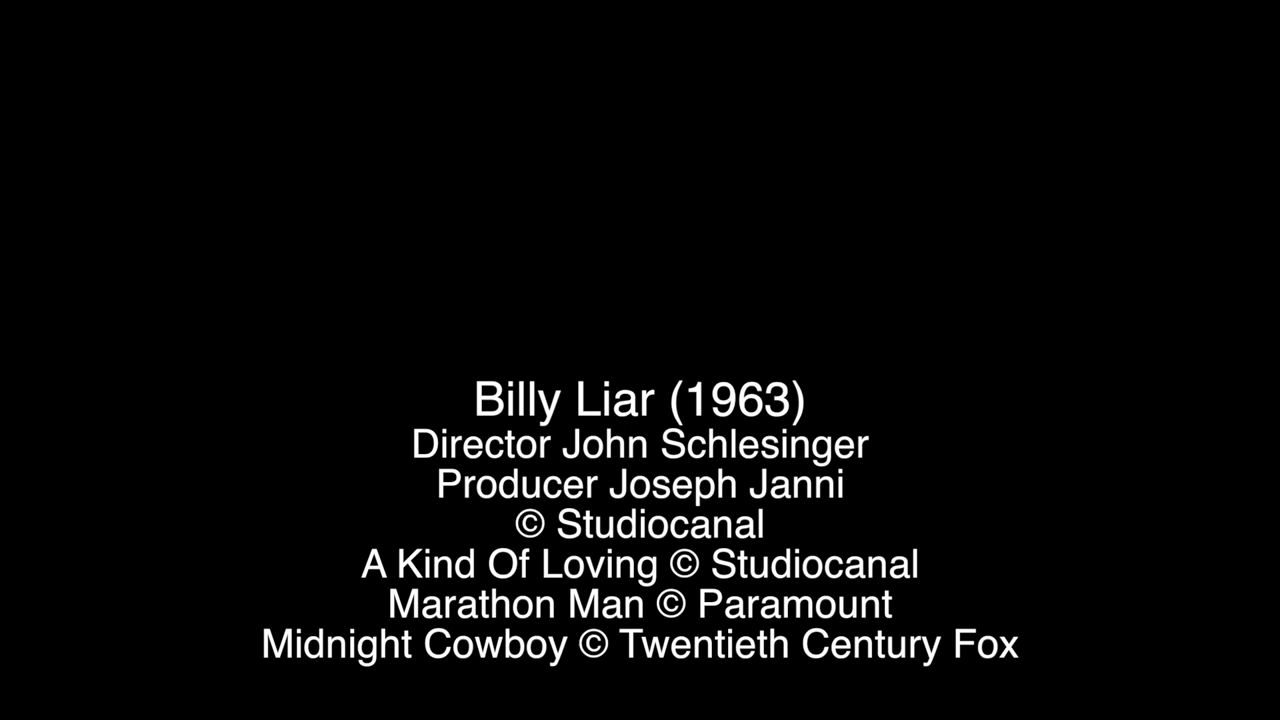 Billy Liar (1963)
Director John Schlesinger
Producer Joseph Janni
© Studiocanal
A Kind Of Loving © Studiocanal
Marathon Man © Paramount
Midnight Cowboy © Twentieth Century Fox